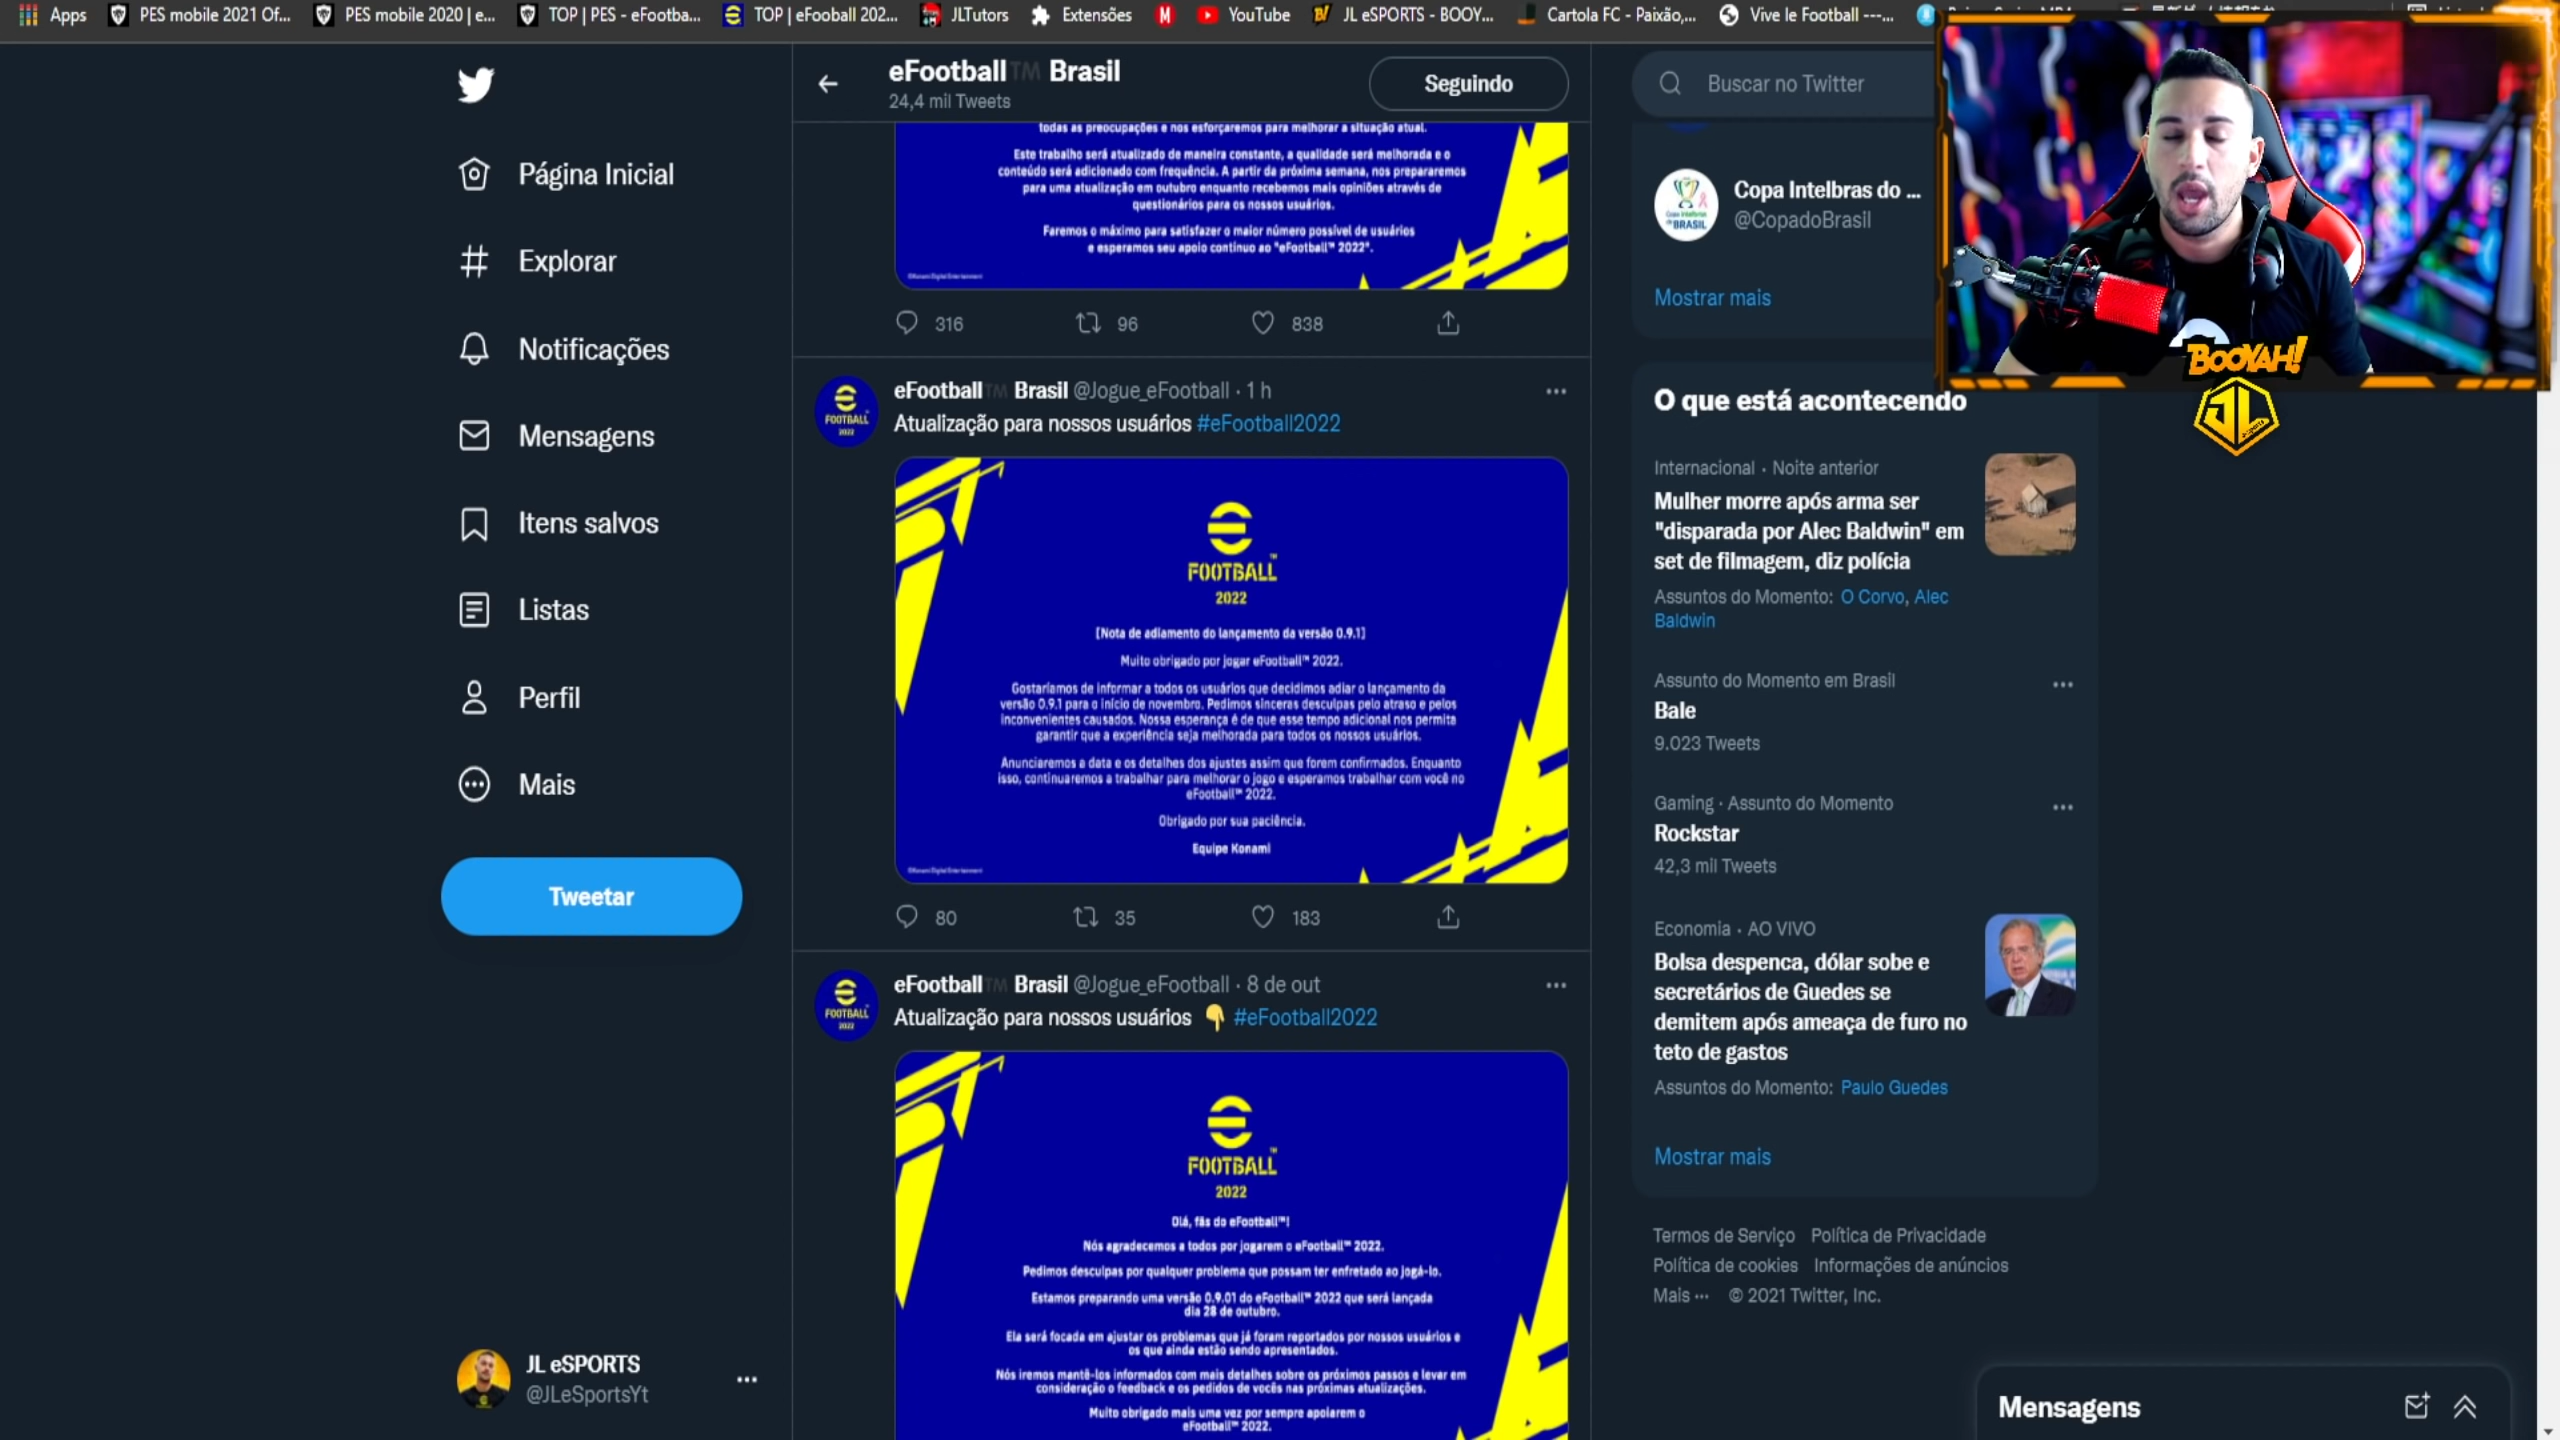 Apps
PES mobile 2021 Of...
PES mobile 2020 | e...
TOP | PES - eFootba...
TOP | eFooball 202...
JLTutors
Extensões
YouTube
JL eSPORTS - BOOY...
Cartola FC - Paixão,...
Vive le Football ---...
Página Inicial
Explorar
Notificações
Mensagens
Itens salvos
Listas
Perfil
Mais
Tweetar
JL eSPORTS
@JLeSportsYt
eFootball™ Brasil
24,4 mil Tweets
Seguindo
todas as preocupações e nos esforçaremos para melhorar a situação atual.
Este trabalho será atualizado de maneira constante, a qualidade será melhorada e o
conteúdo será adicionado com frequência. A partir da próxima semana, nos prepararemos
para uma atualização em outubro enquanto recebemos mais opiniões através de
questionários para os nossos usuários.
Faremos o máximo para satisfazer o maior número possível de usuários
e esperamos seu apoio contínuo ao "eFootball™ 2022".
©Konami Digital Entertainment
316 96 838
eFootball™ Brasil @Jogue_eFootball · 1 h
Atualização para nossos usuários #eFootball2022
FOOTBALL™
2022
[Nota de adiamento do lançamento da versão 0.9.1]
Muito obrigado por jogar eFootball™ 2022.
Gostaríamos de informar a todos os usuários que decidimos adiar o lançamento da
versão 0.9.1 para o início de novembro. Pedimos sinceras desculpas pelo atraso e pelos
inconvenientes causados. Nossa esperança é de que esse tempo adicional nos permita
garantir que a experiência seja melhorada para todos os nossos usuários.
Anunciaremos a data e os detalhes dos ajustes assim que forem confirmados. Enquanto
isso, continuaremos a trabalhar para melhorar o jogo e esperamos trabalhar com você no
eFootball™ 2022.
Obrigado por sua paciência.
Equipe Konami
©Konami Digital Entertainment
80 35 183
eFootball™ Brasil @Jogue_eFootball · 8 de out
Atualização para nossos usuários 👇 #eFootball2022
FOOTBALL™
2022
Olá, fãs do eFootball™!
Nós agradecemos a todos por jogarem o eFootball™ 2022.
Pedimos desculpas por qualquer problema que possam ter enfretado ao jogá-lo.
Estamos preparando uma versão 0.9.01 do eFootball™ 2022 que será lançada
dia 28 de outubro.
Ela será focada em ajustar os problemas que já foram reportados por nossos usuários e
os que ainda estão sendo apresentados.
Nós iremos mantê-los informados com mais detalhes sobre os próximos passos e levar em
consideração o feedback e os pedidos de vocês nas próximas atualizações.
Muito obrigado mais uma vez por sempre apoiarem o
eFootball™ 2022.
Buscar no Twitter
Copa Intelbras do ...
@CopadoBrasil
Mostrar mais
BOOYAH!
JL
O que está acontecendo
Internacional · Noite anterior
Mulher morre após arma ser
"disparada por Alec Baldwin" em
set de filmagem, diz polícia
Assuntos do Momento: O Corvo, Alec
Baldwin
Assunto do Momento em Brasil
Bale
9.023 Tweets
Gaming · Assunto do Momento
Rockstar
42,3 mil Tweets
Economia · AO VIVO
Bolsa despenca, dólar sobe e
secretários de Guedes se
demitem após ameaça de furo no
teto de gastos
Assuntos do Momento: Paulo Guedes
Mostrar mais
Termos de Serviço Política de Privacidade
Política de cookies Informações de anúncios
Mais ··· © 2021 Twitter, Inc.
Mensagens